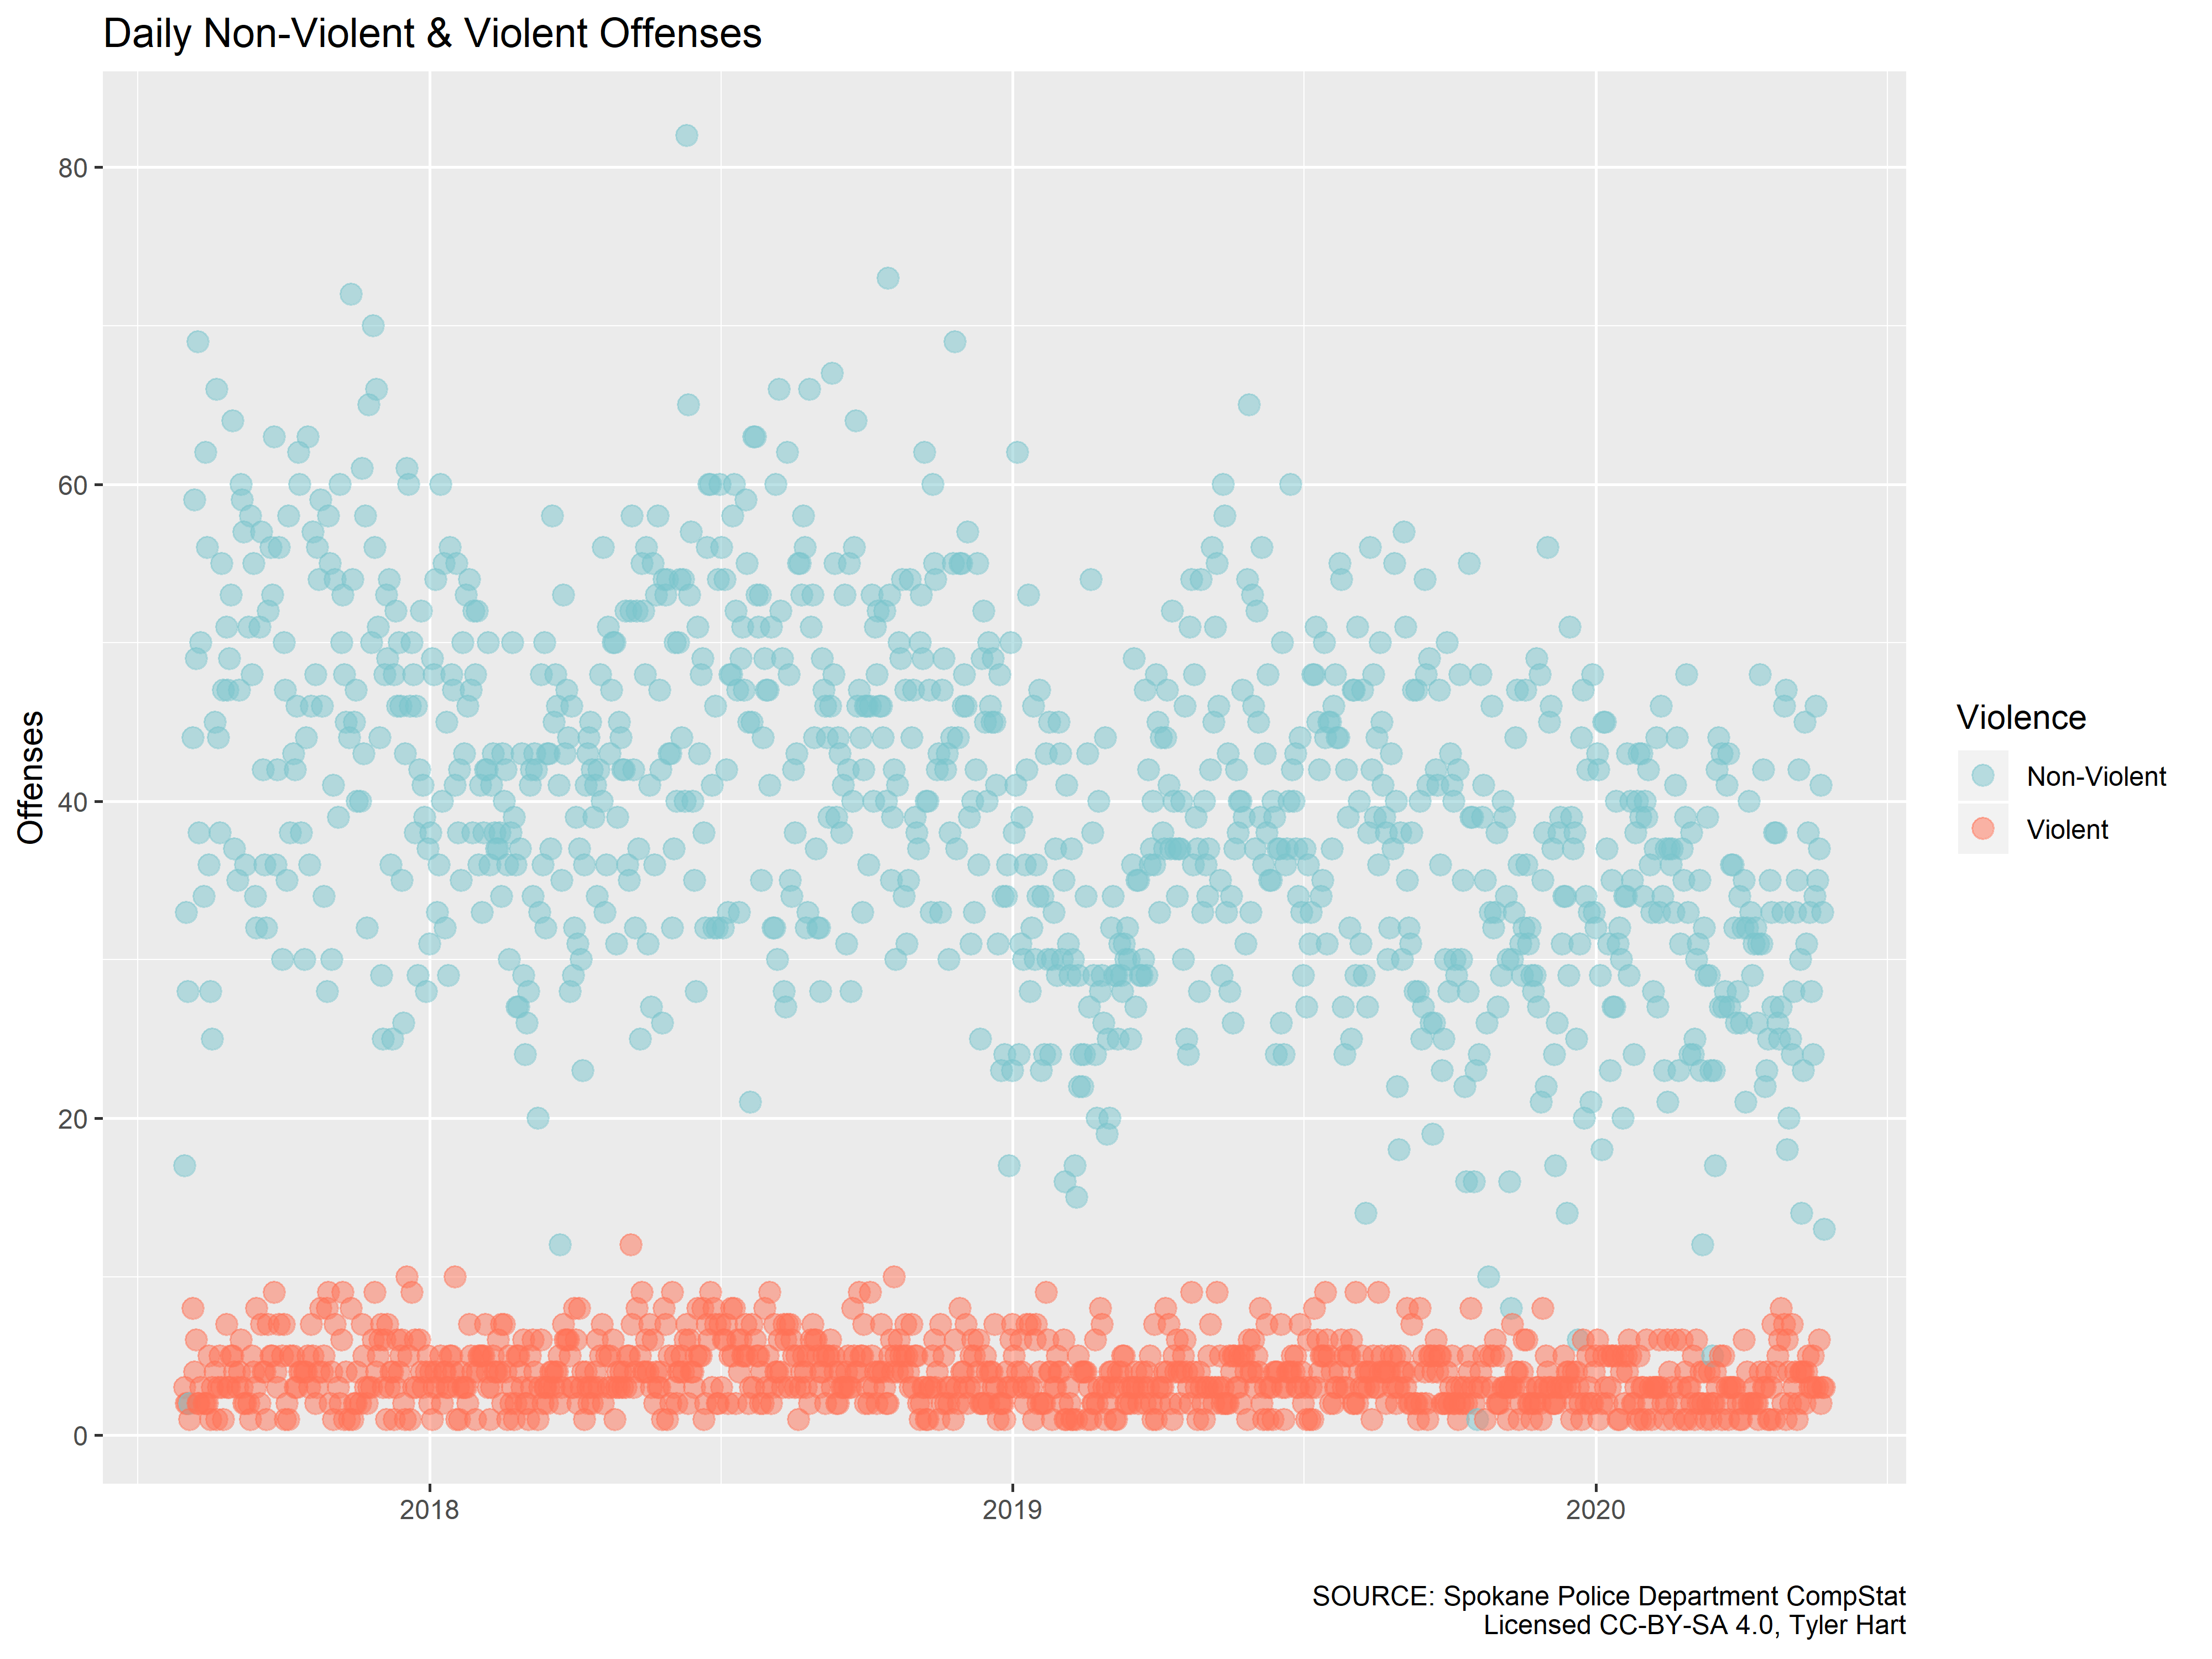 Daily Non-Violent & Violent Offenses
80
60
40
20
0
Offenses
2018
2019
2020
Violence
Non-Violent
Violent
SOURCE: Spokane Police Department CompStat
Licensed CC-BY-SA 4.0, Tyler Hart